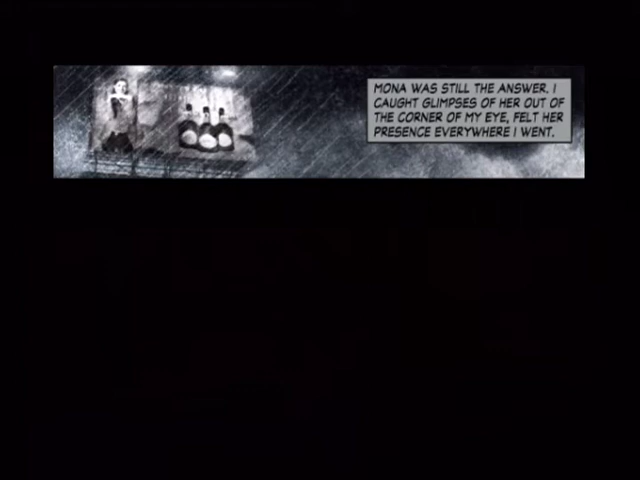 MONA WAS STILL THE ANSWER. I
CAUGHT GLIMPSES OF HER OUT OF
THE CORNER OF MY EYE, FELT HER
PRESENCE EVERYWHERE I WENT.